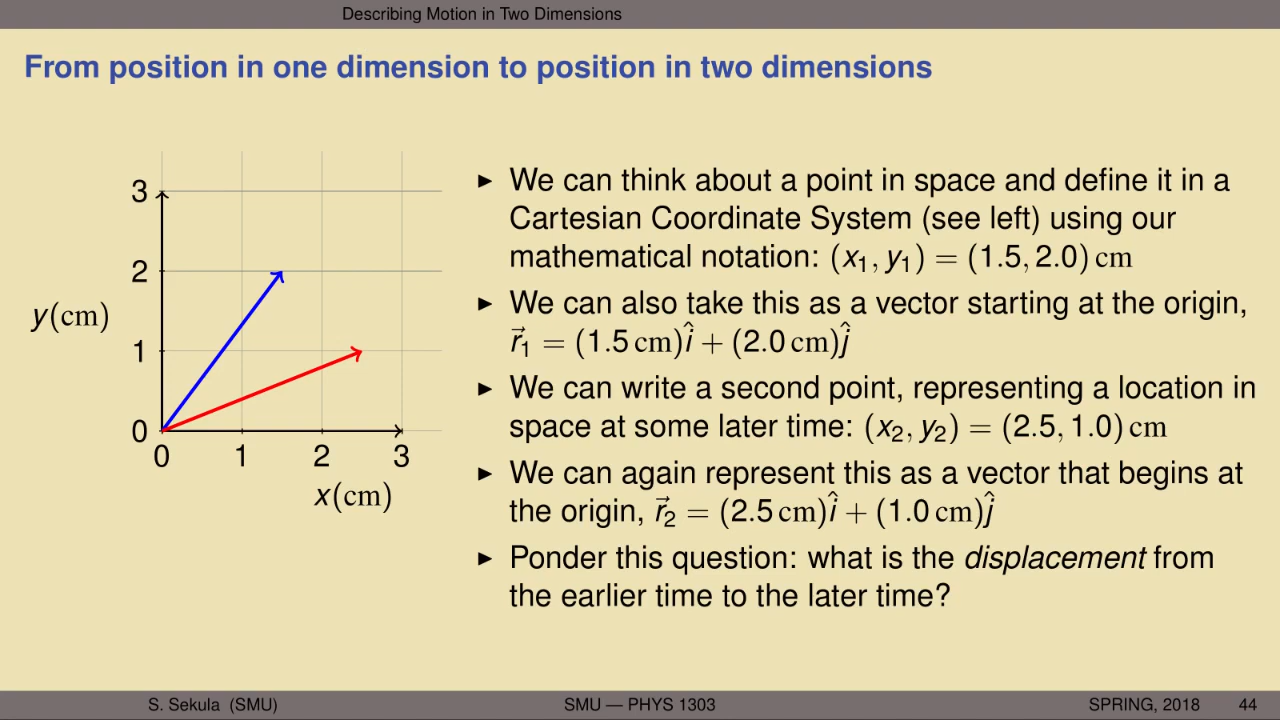 Describing Motion in Two Dimensions
From position in one dimension to position in two dimensions
3
2
y(cm)
1
0
0 1 2 3
x(cm)
► We can think about a point in space and define it in a
Cartesian Coordinate System (see left) using our
mathematical notation: (x₁, y₁) = (1.5, 2.0) cm
► We can also take this as a vector starting at the origin,
r⃗₁ = (1.5 cm)î + (2.0 cm)ĵ
► We can write a second point, representing a location in
space at some later time: (x₂, y₂) = (2.5, 1.0) cm
► We can again represent this as a vector that begins at
the origin, r⃗₂ = (2.5 cm)î + (1.0 cm)ĵ
► Ponder this question: what is the displacement from
the earlier time to the later time?
S. Sekula (SMU) SMU — PHYS 1303 SPRING, 2018 44